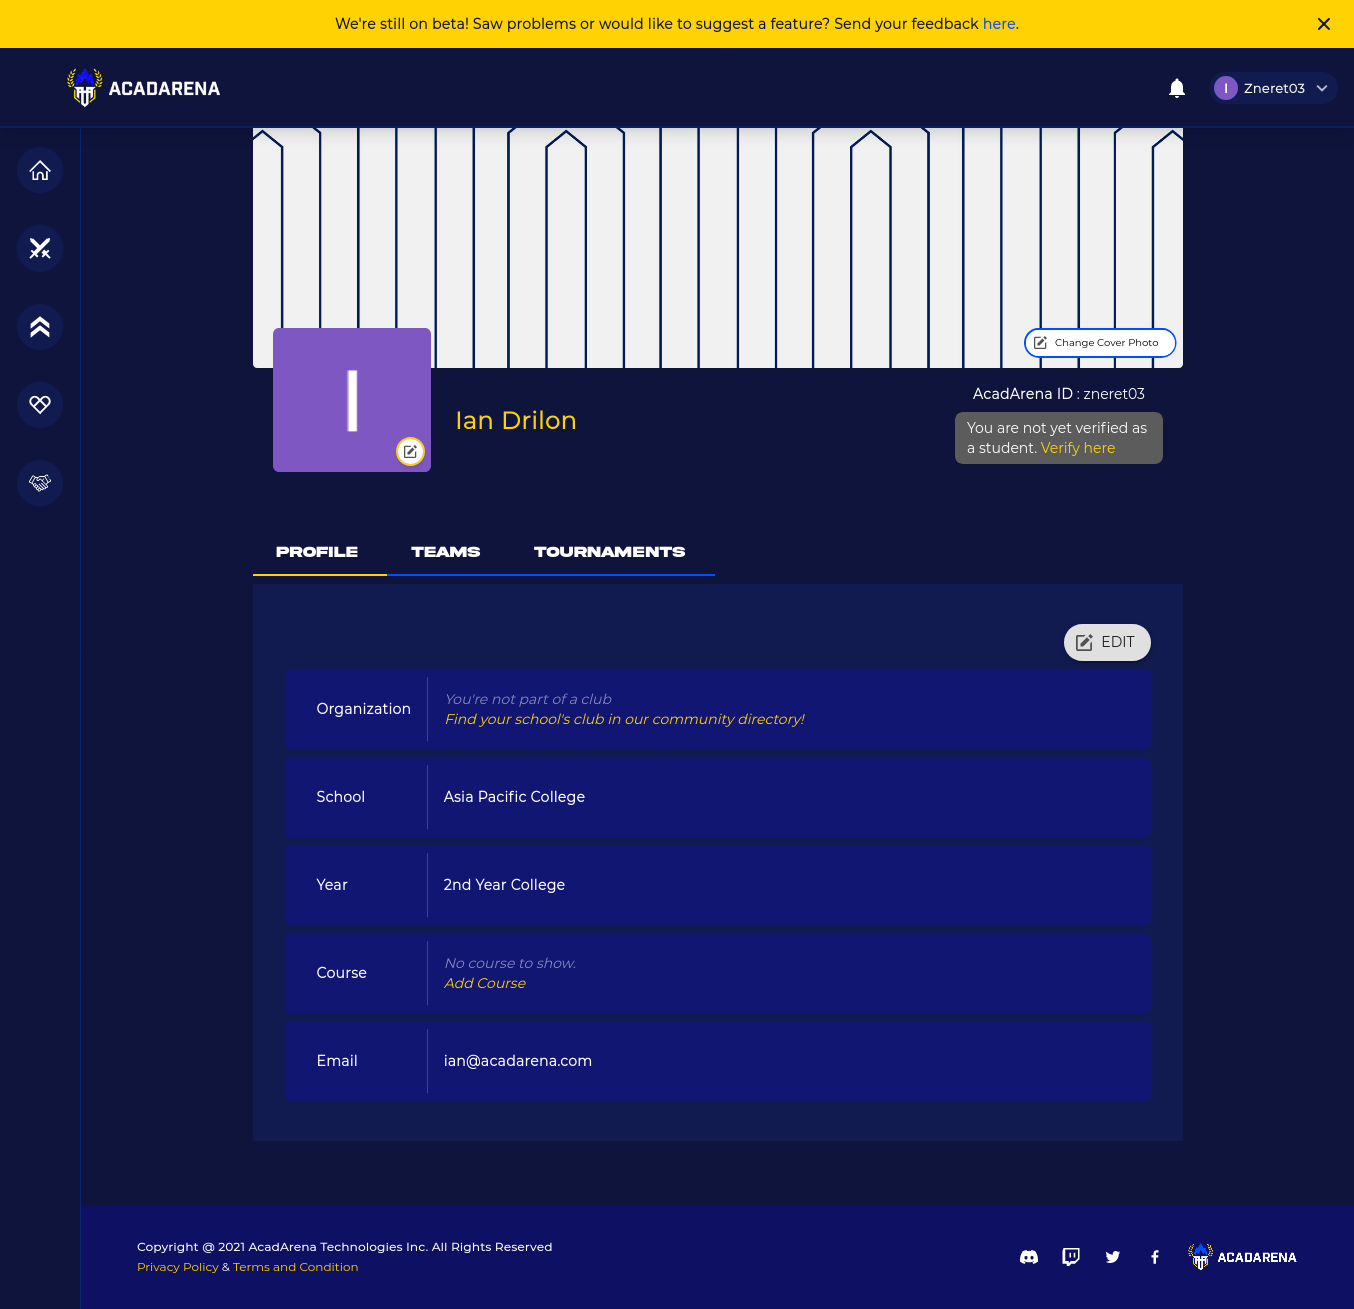 We're still on beta! Saw problems or would like to suggest a feature? Send your feedback here.
ACADARENA
I Zneret03
Change Cover Photo
I
Ian Drilon
AcadArena ID : zneret03
You are not yet verified as
a student. Verify here
PROFILE TEAMS TOURNAMENTS
EDIT
Organization
You're not part of a club
Find your school's club in our community directory!
School
Asia Pacific College
Year
2nd Year College
Course
No course to show.
Add Course
Email
ian@acadarena.com
Copyright @ 2021 AcadArena Technologies Inc. All Rights Reserved
Privacy Policy & Terms and Condition
ACADARENA